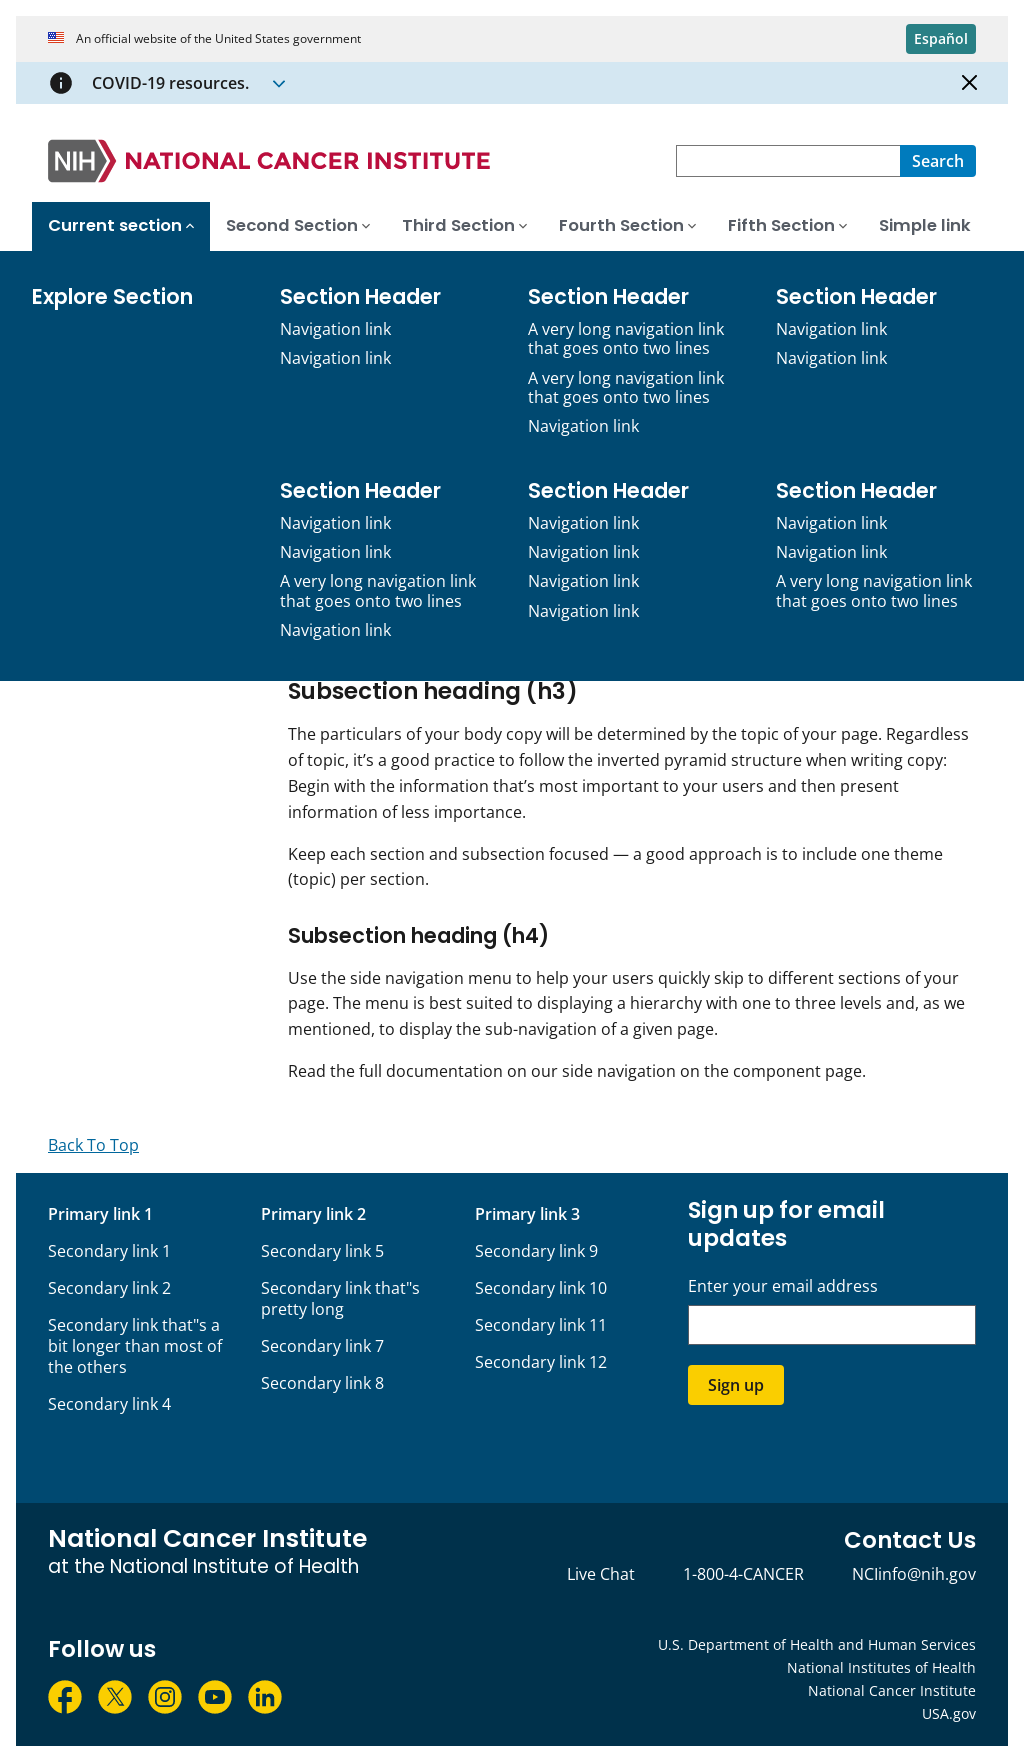 An official website of the United States government
Español
COVID-19 resources.
NIH NATIONAL CANCER INSTITUTE
Search
Current section
Second Section
Third Section
Fourth Section
Fifth Section
Simple link
Explore Section
Section Header
Navigation link
Navigation link
Section Header
A very long navigation link
that goes onto two lines
A very long navigation link
that goes onto two lines
Navigation link
Section Header
Navigation link
Navigation link
Section Header
Navigation link
Navigation link
A very long navigation link
that goes onto two lines
Navigation link
Section Header
Navigation link
Navigation link
Navigation link
Navigation link
Section Header
Navigation link
Navigation link
A very long navigation link
that goes onto two lines
Subsection heading (h3)
The particulars of your body copy will be determined by the topic of your page. Regardless
of topic, it’s a good practice to follow the inverted pyramid structure when writing copy:
Begin with the information that’s most important to your users and then present
information of less importance.
Keep each section and subsection focused — a good approach is to include one theme
(topic) per section.
Subsection heading (h4)
Use the side navigation menu to help your users quickly skip to different sections of your
page. The menu is best suited to displaying a hierarchy with one to three levels and, as we
mentioned, to display the sub-navigation of a given page.
Read the full documentation on our side navigation on the component page.
Back To Top
Primary link 1
Secondary link 1
Secondary link 2
Secondary link that"s a
bit longer than most of
the others
Secondary link 4
Primary link 2
Secondary link 5
Secondary link that"s
pretty long
Secondary link 7
Secondary link 8
Primary link 3
Secondary link 9
Secondary link 10
Secondary link 11
Secondary link 12
Sign up for email
updates
Enter your email address
Sign up
National Cancer Institute
at the National Institute of Health
Contact Us
Live Chat
1-800-4-CANCER
NCIinfo@nih.gov
Follow us
U.S. Department of Health and Human Services
National Institutes of Health
National Cancer Institute
USA.gov